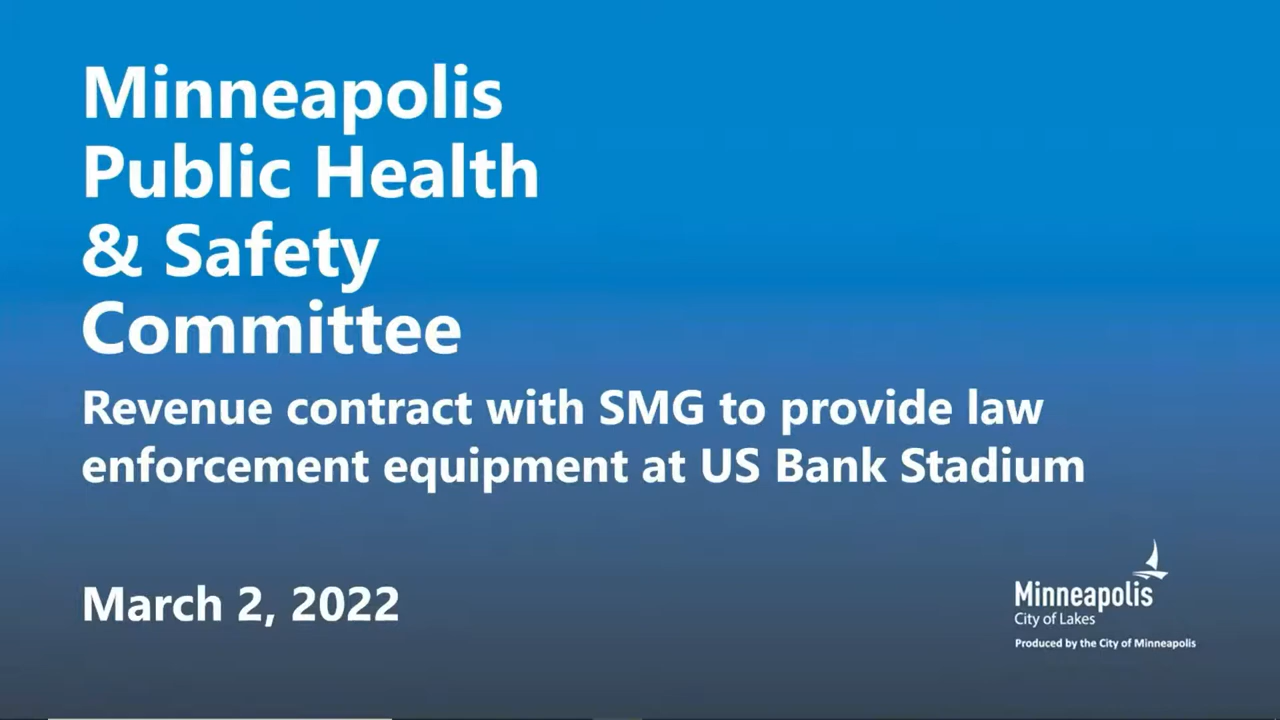 Minneapolis
Public Health
& Safety
Committee
Revenue contract with SMG to provide law
enforcement equipment at US Bank Stadium
March 2, 2022
Minneapolis
City of Lakes
Produced by the City of Minneapolis